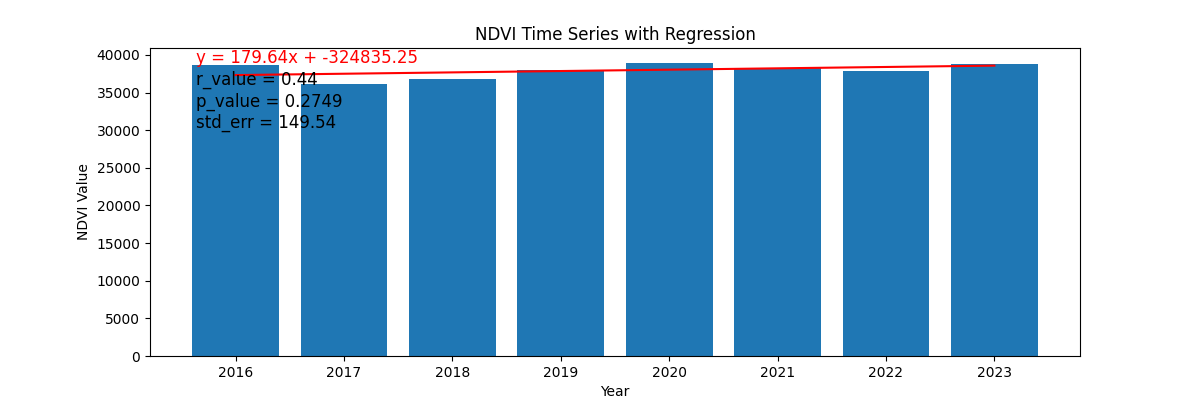 NDVI Time Series with Regression
y = 179.64x + -324835.25
r_value = 0.44
p_value = 0.2749
std_err = 149.54
40000
35000
30000
25000
20000
15000
10000
5000
0
NDVI Value
2016 2017 2018 2019 2020 2021 2022 2023
Year